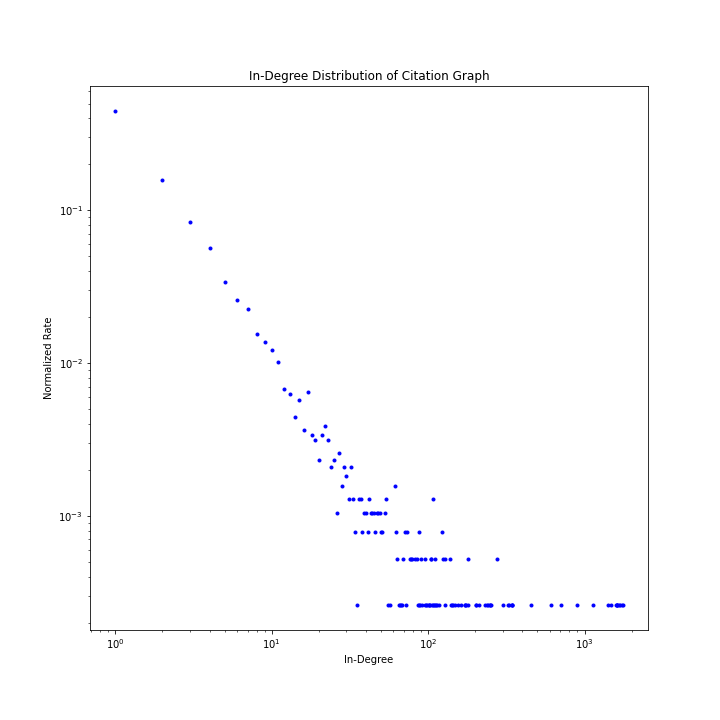 In-Degree Distribution of Citation Graph
Normalized Rate
10⁻¹
10⁻²
10⁻³
10⁰ 10¹ 10² 10³
In-Degree